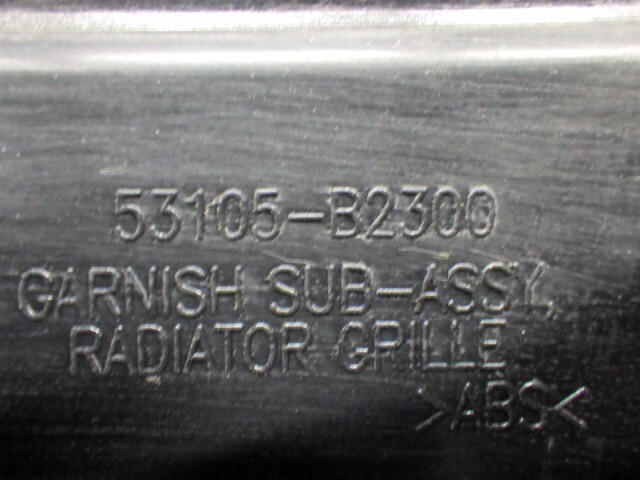 53105-B2300
GARNISH SUB-ASSY,
RADIATOR GRILLE
>ABS<